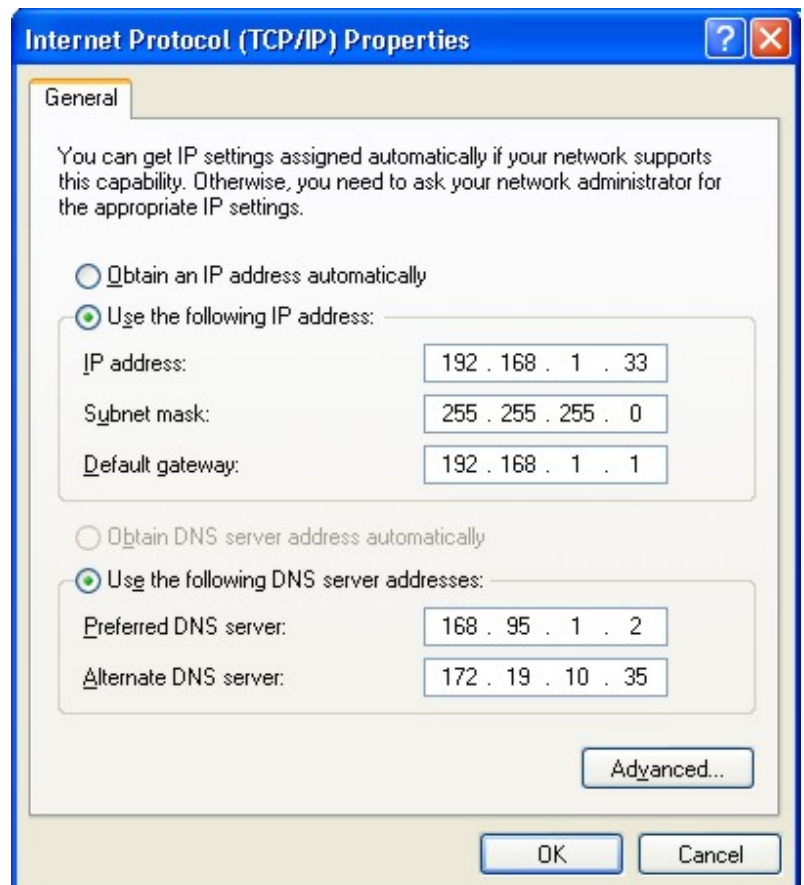 Internet Protocol (TCP/IP) Properties
General
You can get IP settings assigned automatically if your network supports
this capability. Otherwise, you need to ask your network administrator for
the appropriate IP settings.
Obtain an IP address automatically
Use the following IP address:
IP address: 192 . 168 . 1 . 33
Subnet mask: 255 . 255 . 255 . 0
Default gateway: 192 . 168 . 1 . 1
Obtain DNS server address automatically
Use the following DNS server addresses:
Preferred DNS server: 168 . 95 . 1 . 2
Alternate DNS server: 172 . 19 . 10 . 35
Advanced...
OK Cancel